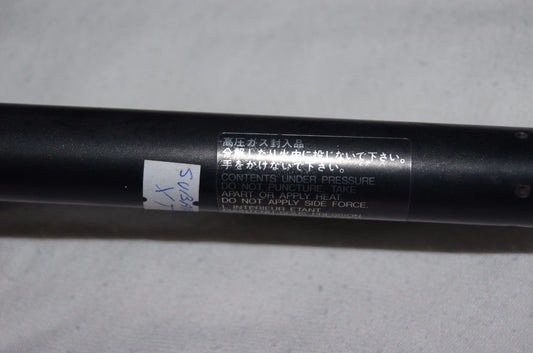 高圧ガス封入品
分解したり火中に投じないで下さい。
手をかけないで下さい。
CONTENTS UNDER PRESSURE
DO NOT PUNCTURE. TAKE
APART OR APPLY HEAT.
DO NOT APPLY SIDE FORCE.
L INTERIEUR ETANT